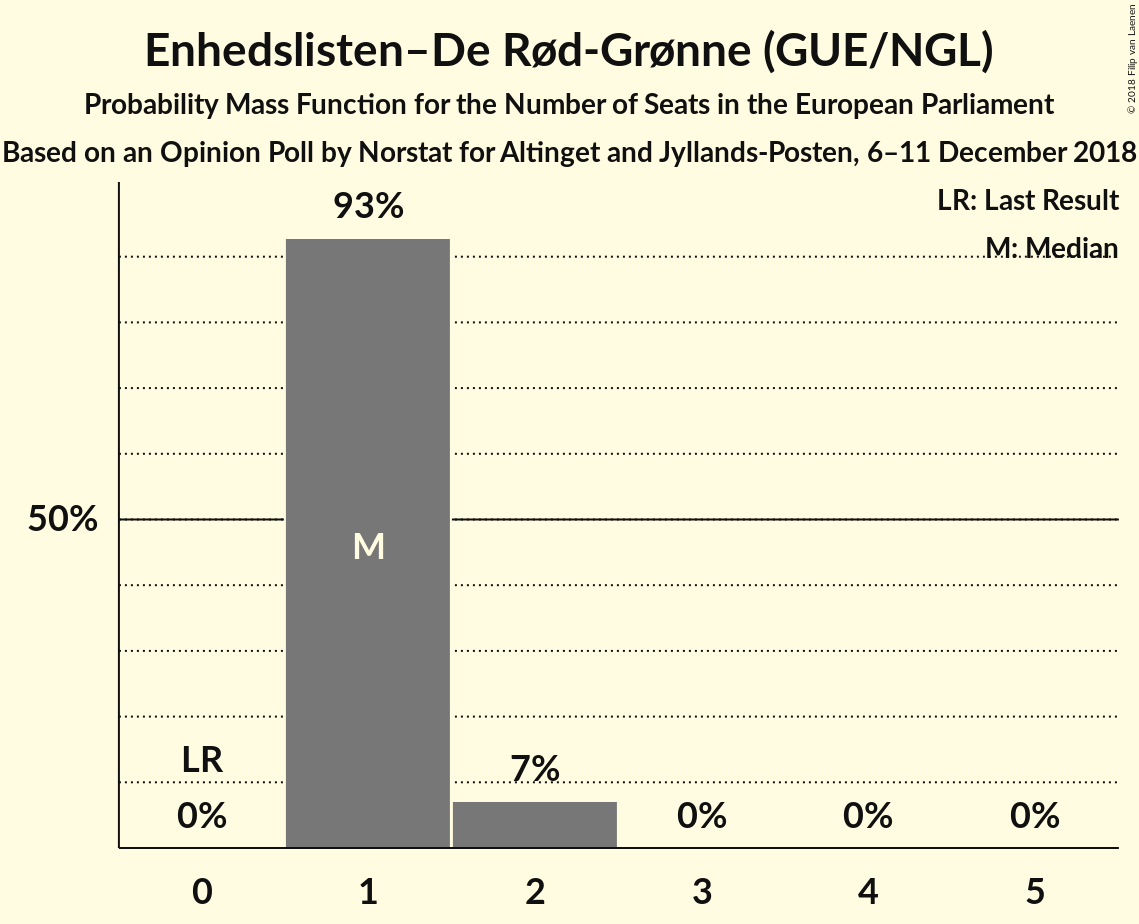 Enhedslisten–De Rød-Grønne (GUE/NGL)
Probability Mass Function for the Number of Seats in the European Parliament
Based on an Opinion Poll by Norstat for Altinget and Jyllands-Posten, 6–11 December 2018
© 2018 Filip van Laenen
LR: Last Result
M: Median
93%
50%
M
LR
7%
0%
0%
0%
0%
0
1
2
3
4
5